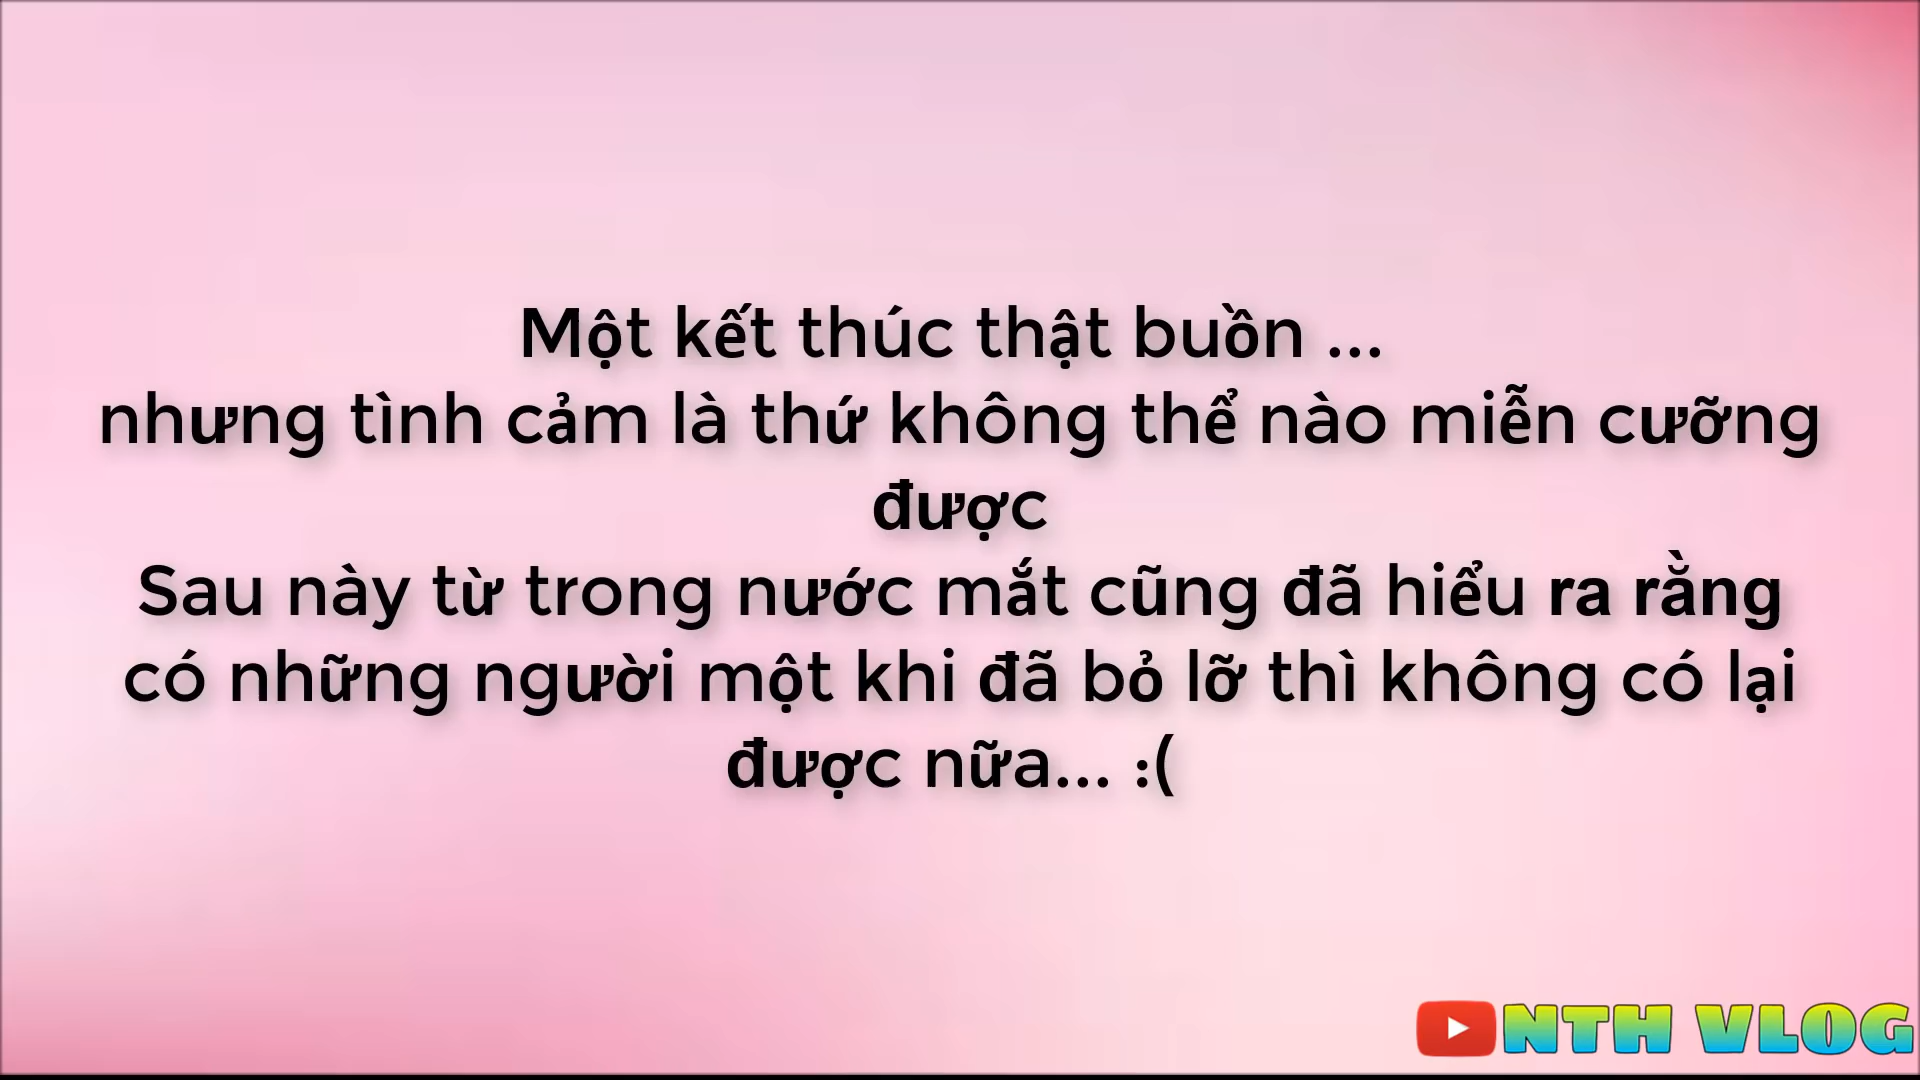 Một kết thúc thật buồn ...
nhưng tình cảm là thứ không thể nào miễn cưỡng
được
Sau này từ trong nước mắt cũng đã hiểu ra rằng
có những người một khi đã bỏ lỡ thì không có lại
được nữa... :(
NTH VLOG